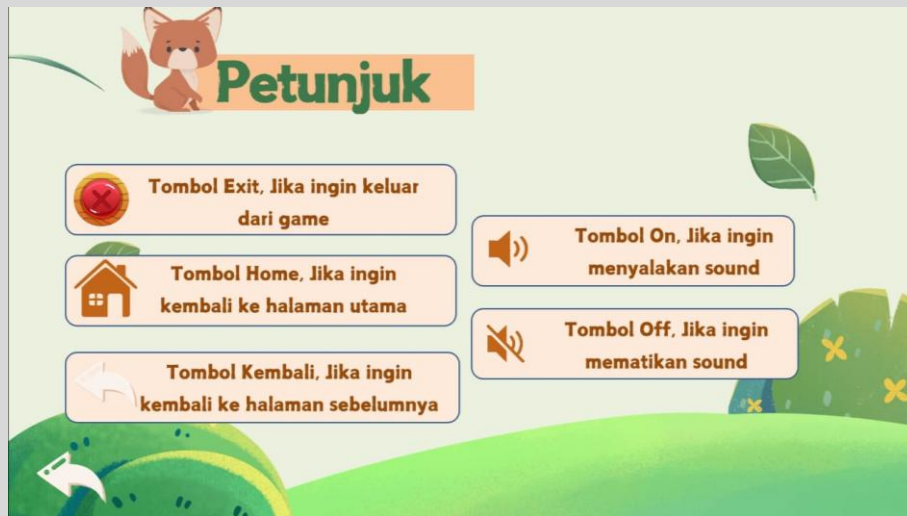 Petunjuk
Tombol Exit, Jika ingin keluar
dari game
Tombol Home, Jika ingin
kembali ke halaman utama
Tombol Kembali, Jika ingin
kembali ke halaman sebelumnya
Tombol On, Jika ingin
menyalakan sound
Tombol Off, Jika ingin
mematikan sound